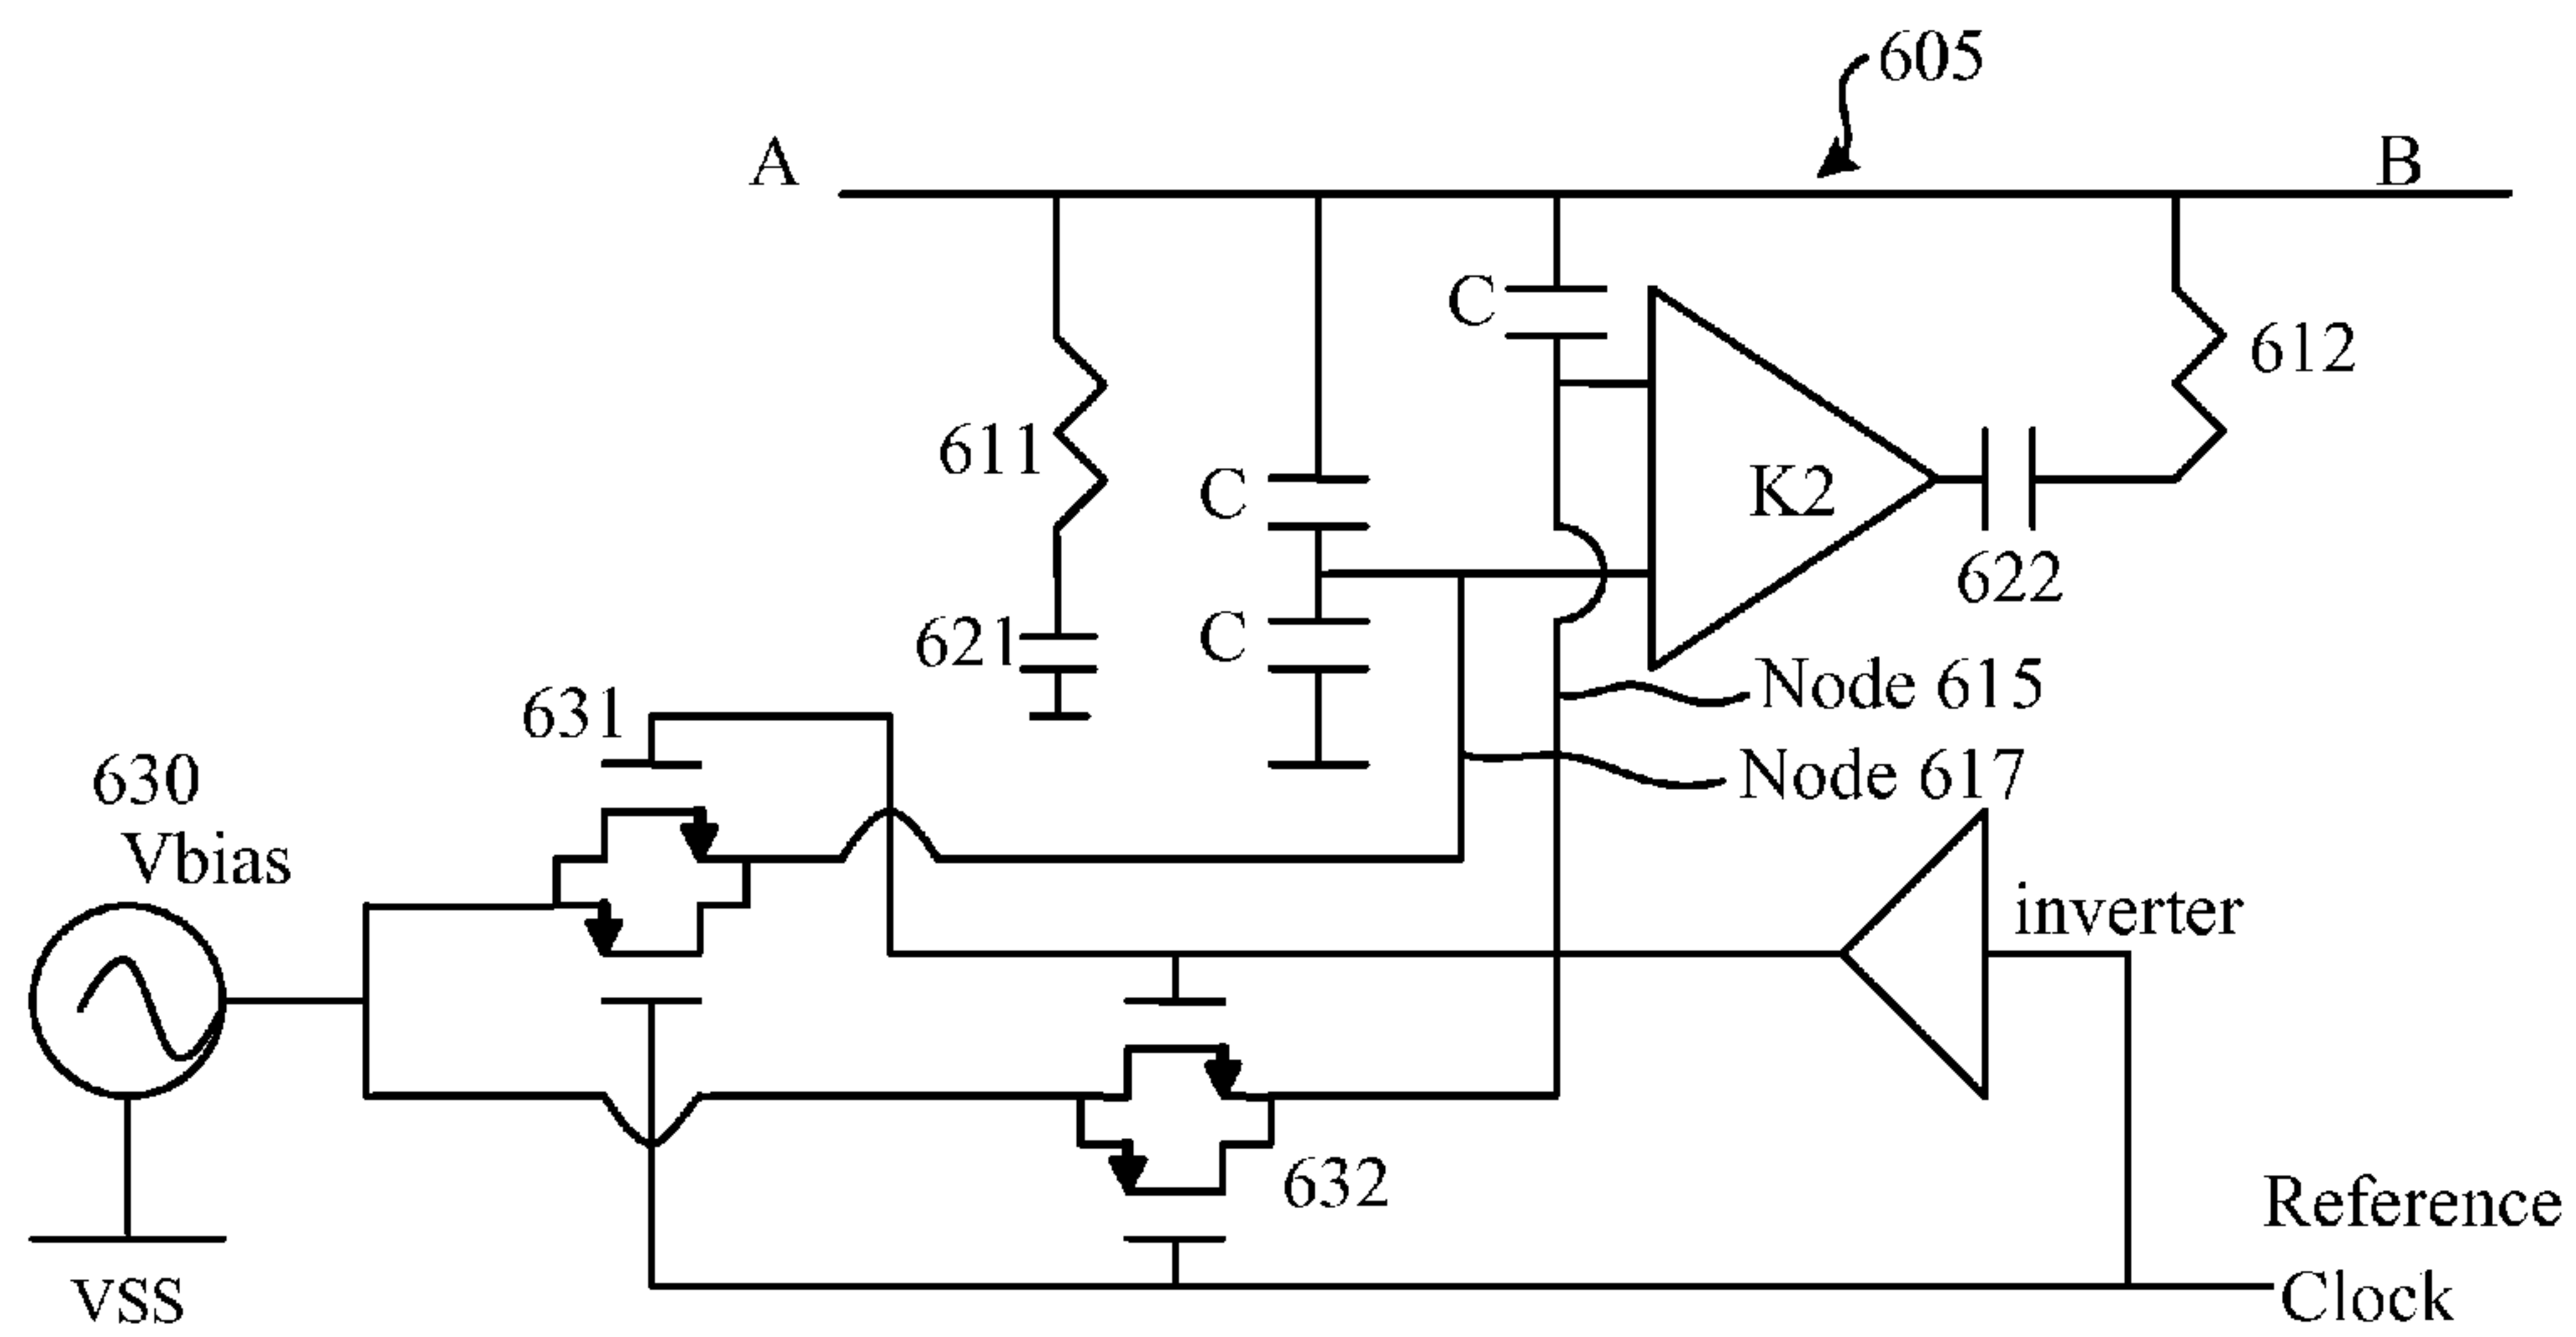 605
A
B
C
612
611
C
K2
622
621
C
Node 615
631
Node 617
630
Vbias
inverter
632
Reference
Clock
VSS